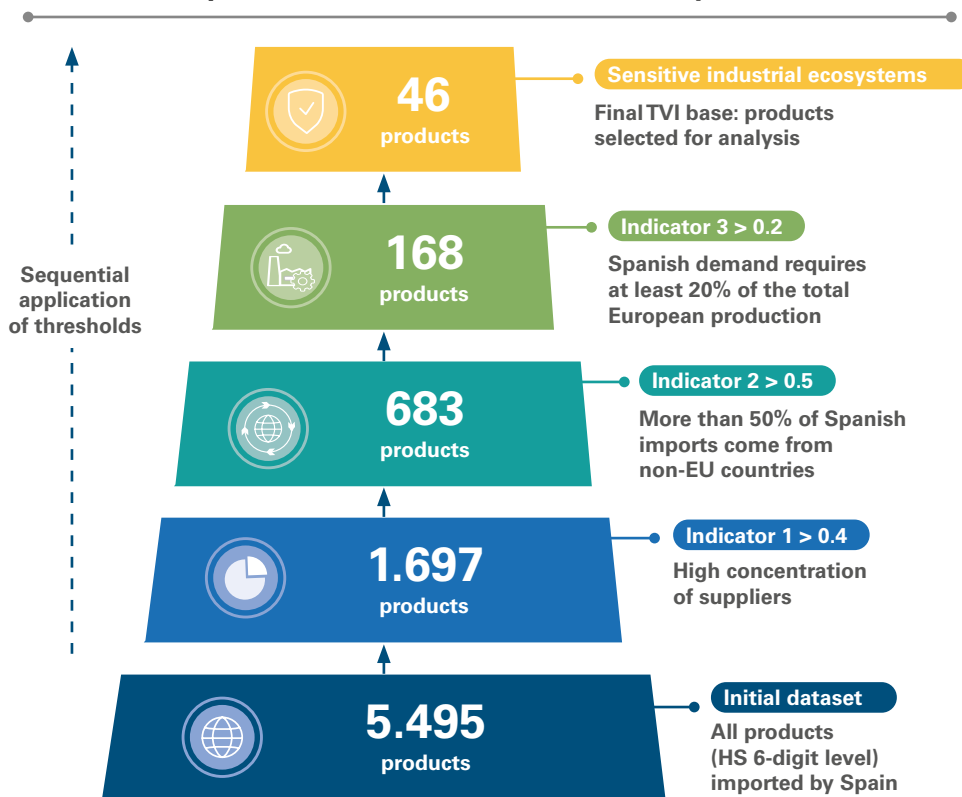 46
products
Sensitive industrial ecosystems
Final TVI base: products
selected for analysis
168
products
Indicator 3 > 0.2
Spanish demand requires
at least 20% of the total
European production
Sequential
application
of thresholds
683
products
Indicator 2 > 0.5
More than 50% of Spanish
imports come from
non-EU countries
1.697
products
Indicator 1 > 0.4
High concentration
of suppliers
5.495
products
Initial dataset
All products
(HS 6-digit level)
imported by Spain